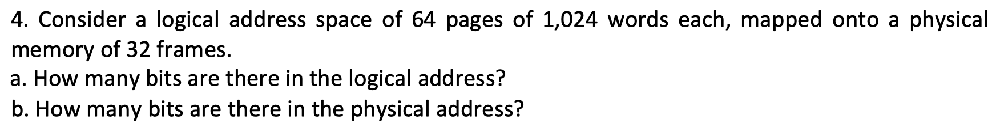 4. Consider a logical address space of 64 pages of 1,024 words each, mapped onto a physical
memory of 32 frames.
a. How many bits are there in the logical address?
b. How many bits are there in the physical address?